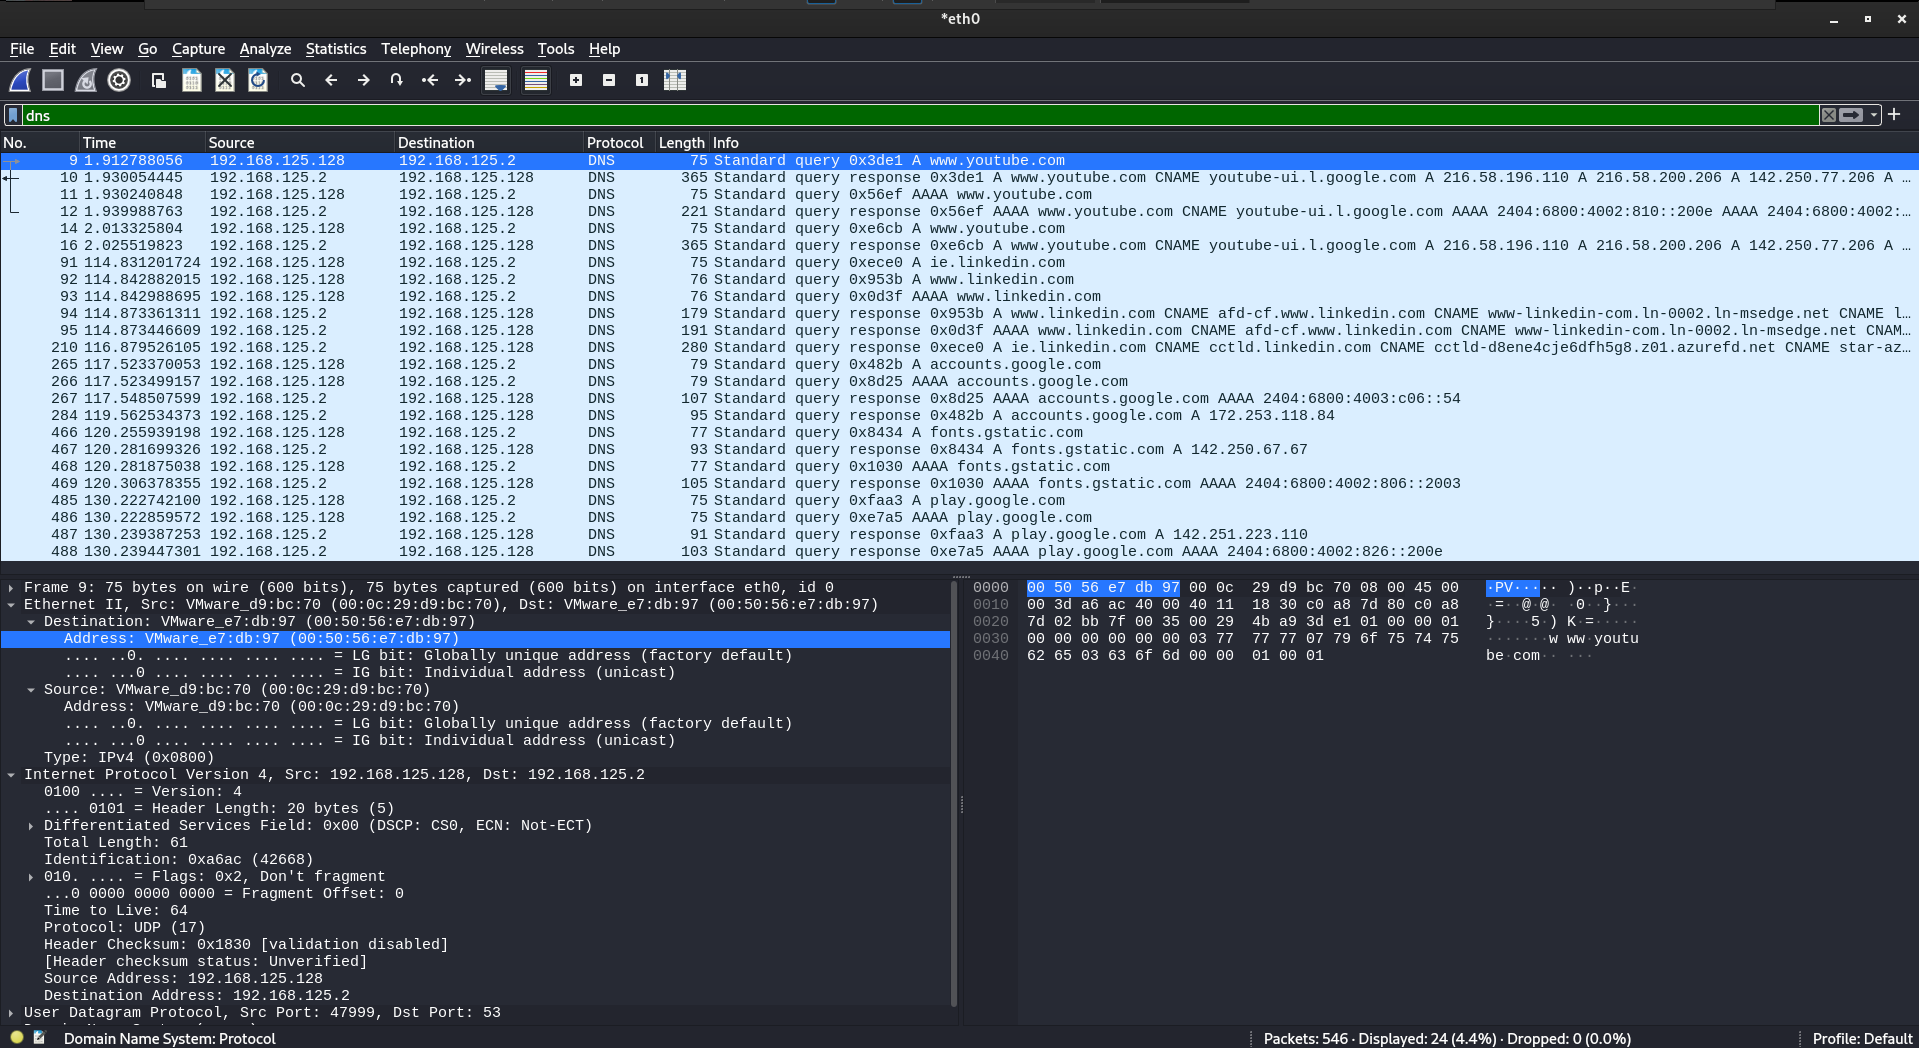 *eth0
File Edit View Go Capture Analyze Statistics Telephony Wireless Tools Help
dns
No. Time Source Destination Protocol Length Info
9 1.912788056 192.168.125.128 192.168.125.2 DNS 75 Standard query 0x3de1 A www.youtube.com
10 1.930054445 192.168.125.2 192.168.125.128 DNS 365 Standard query response 0x3de1 A www.youtube.com CNAME youtube-ui.l.google.com A 216.58.196.110 A 216.58.200.206 A 142.250.77.206 A …
11 1.930240848 192.168.125.128 192.168.125.2 DNS 75 Standard query 0x56ef AAAA www.youtube.com
12 1.939988763 192.168.125.2 192.168.125.128 DNS 221 Standard query response 0x56ef AAAA www.youtube.com CNAME youtube-ui.l.google.com AAAA 2404:6800:4002:810::200e AAAA 2404:6800:4002:…
14 2.013325804 192.168.125.128 192.168.125.2 DNS 75 Standard query 0xe6cb A www.youtube.com
16 2.025519823 192.168.125.2 192.168.125.128 DNS 365 Standard query response 0xe6cb A www.youtube.com CNAME youtube-ui.l.google.com A 216.58.196.110 A 216.58.200.206 A 142.250.77.206 A …
91 114.831201724 192.168.125.128 192.168.125.2 DNS 75 Standard query 0xece0 A ie.linkedin.com
92 114.842882015 192.168.125.128 192.168.125.2 DNS 76 Standard query 0x953b A www.linkedin.com
93 114.842988695 192.168.125.128 192.168.125.2 DNS 76 Standard query 0x0d3f AAAA www.linkedin.com
94 114.873361311 192.168.125.2 192.168.125.128 DNS 179 Standard query response 0x953b A www.linkedin.com CNAME afd-cf.www.linkedin.com CNAME www-linkedin-com.ln-0002.ln-msedge.net CNAME l…
95 114.873446609 192.168.125.2 192.168.125.128 DNS 191 Standard query response 0x0d3f AAAA www.linkedin.com CNAME afd-cf.www.linkedin.com CNAME www-linkedin-com.ln-0002.ln-msedge.net CNAM…
210 116.879526105 192.168.125.2 192.168.125.128 DNS 280 Standard query response 0xece0 A ie.linkedin.com CNAME cctld.linkedin.com CNAME cctld-d8ene4cje6dfh5g8.z01.azurefd.net CNAME star-az…
265 117.523370053 192.168.125.128 192.168.125.2 DNS 79 Standard query 0x482b A accounts.google.com
266 117.523499157 192.168.125.128 192.168.125.2 DNS 79 Standard query 0x8d25 AAAA accounts.google.com
267 117.548507599 192.168.125.2 192.168.125.128 DNS 107 Standard query response 0x8d25 AAAA accounts.google.com AAAA 2404:6800:4003:c06::54
284 119.562534373 192.168.125.2 192.168.125.128 DNS 95 Standard query response 0x482b A accounts.google.com A 172.253.118.84
466 120.255939198 192.168.125.128 192.168.125.2 DNS 77 Standard query 0x8434 A fonts.gstatic.com
467 120.281699326 192.168.125.2 192.168.125.128 DNS 93 Standard query response 0x8434 A fonts.gstatic.com A 142.250.67.67
468 120.281875038 192.168.125.128 192.168.125.2 DNS 77 Standard query 0x1030 AAAA fonts.gstatic.com
469 120.306378355 192.168.125.2 192.168.125.128 DNS 105 Standard query response 0x1030 AAAA fonts.gstatic.com AAAA 2404:6800:4002:806::2003
485 130.222742100 192.168.125.128 192.168.125.2 DNS 75 Standard query 0xfaa3 A play.google.com
486 130.222859572 192.168.125.128 192.168.125.2 DNS 75 Standard query 0xe7a5 AAAA play.google.com
487 130.239387253 192.168.125.2 192.168.125.128 DNS 91 Standard query response 0xfaa3 A play.google.com A 142.251.223.110
488 130.239447301 192.168.125.2 192.168.125.128 DNS 103 Standard query response 0xe7a5 AAAA play.google.com AAAA 2404:6800:4002:826::200e
Frame 9: 75 bytes on wire (600 bits), 75 bytes captured (600 bits) on interface eth0, id 0
Ethernet II, Src: VMware_d9:bc:70 (00:0c:29:d9:bc:70), Dst: VMware_e7:db:97 (00:50:56:e7:db:97)
Destination: VMware_e7:db:97 (00:50:56:e7:db:97)
Address: VMware_e7:db:97 (00:50:56:e7:db:97)
.... ..0. .... .... .... .... = LG bit: Globally unique address (factory default)
.... ...0 .... .... .... .... = IG bit: Individual address (unicast)
Source: VMware_d9:bc:70 (00:0c:29:d9:bc:70)
Address: VMware_d9:bc:70 (00:0c:29:d9:bc:70)
.... ..0. .... .... .... .... = LG bit: Globally unique address (factory default)
.... ...0 .... .... .... .... = IG bit: Individual address (unicast)
Type: IPv4 (0x0800)
Internet Protocol Version 4, Src: 192.168.125.128, Dst: 192.168.125.2
0100 .... = Version: 4
.... 0101 = Header Length: 20 bytes (5)
Differentiated Services Field: 0x00 (DSCP: CS0, ECN: Not-ECT)
Total Length: 61
Identification: 0xa6ac (42668)
010. .... = Flags: 0x2, Don't fragment
...0 0000 0000 0000 = Fragment Offset: 0
Time to Live: 64
Protocol: UDP (17)
Header Checksum: 0x1830 [validation disabled]
[Header checksum status: Unverified]
Source Address: 192.168.125.128
Destination Address: 192.168.125.2
User Datagram Protocol, Src Port: 47999, Dst Port: 53
0000 00 50 56 e7 db 97 00 0c 29 d9 bc 70 08 00 45 00 ·PV····· )··p··E·
0010 00 3d a6 ac 40 00 40 11 18 30 c0 a8 7d 80 c0 a8 ·=··@·@· ·0··}···
0020 7d 02 bb 7f 00 35 00 29 4b a9 3d e1 01 00 00 01 }····5·) K·=·····
0030 00 00 00 00 00 00 03 77 77 77 07 79 6f 75 74 75 ·······w ww·youtu
0040 62 65 03 63 6f 6d 00 00 01 00 01 be·com·· ···
Domain Name System: Protocol
Packets: 546 · Displayed: 24 (4.4%) · Dropped: 0 (0.0%)
Profile: Default